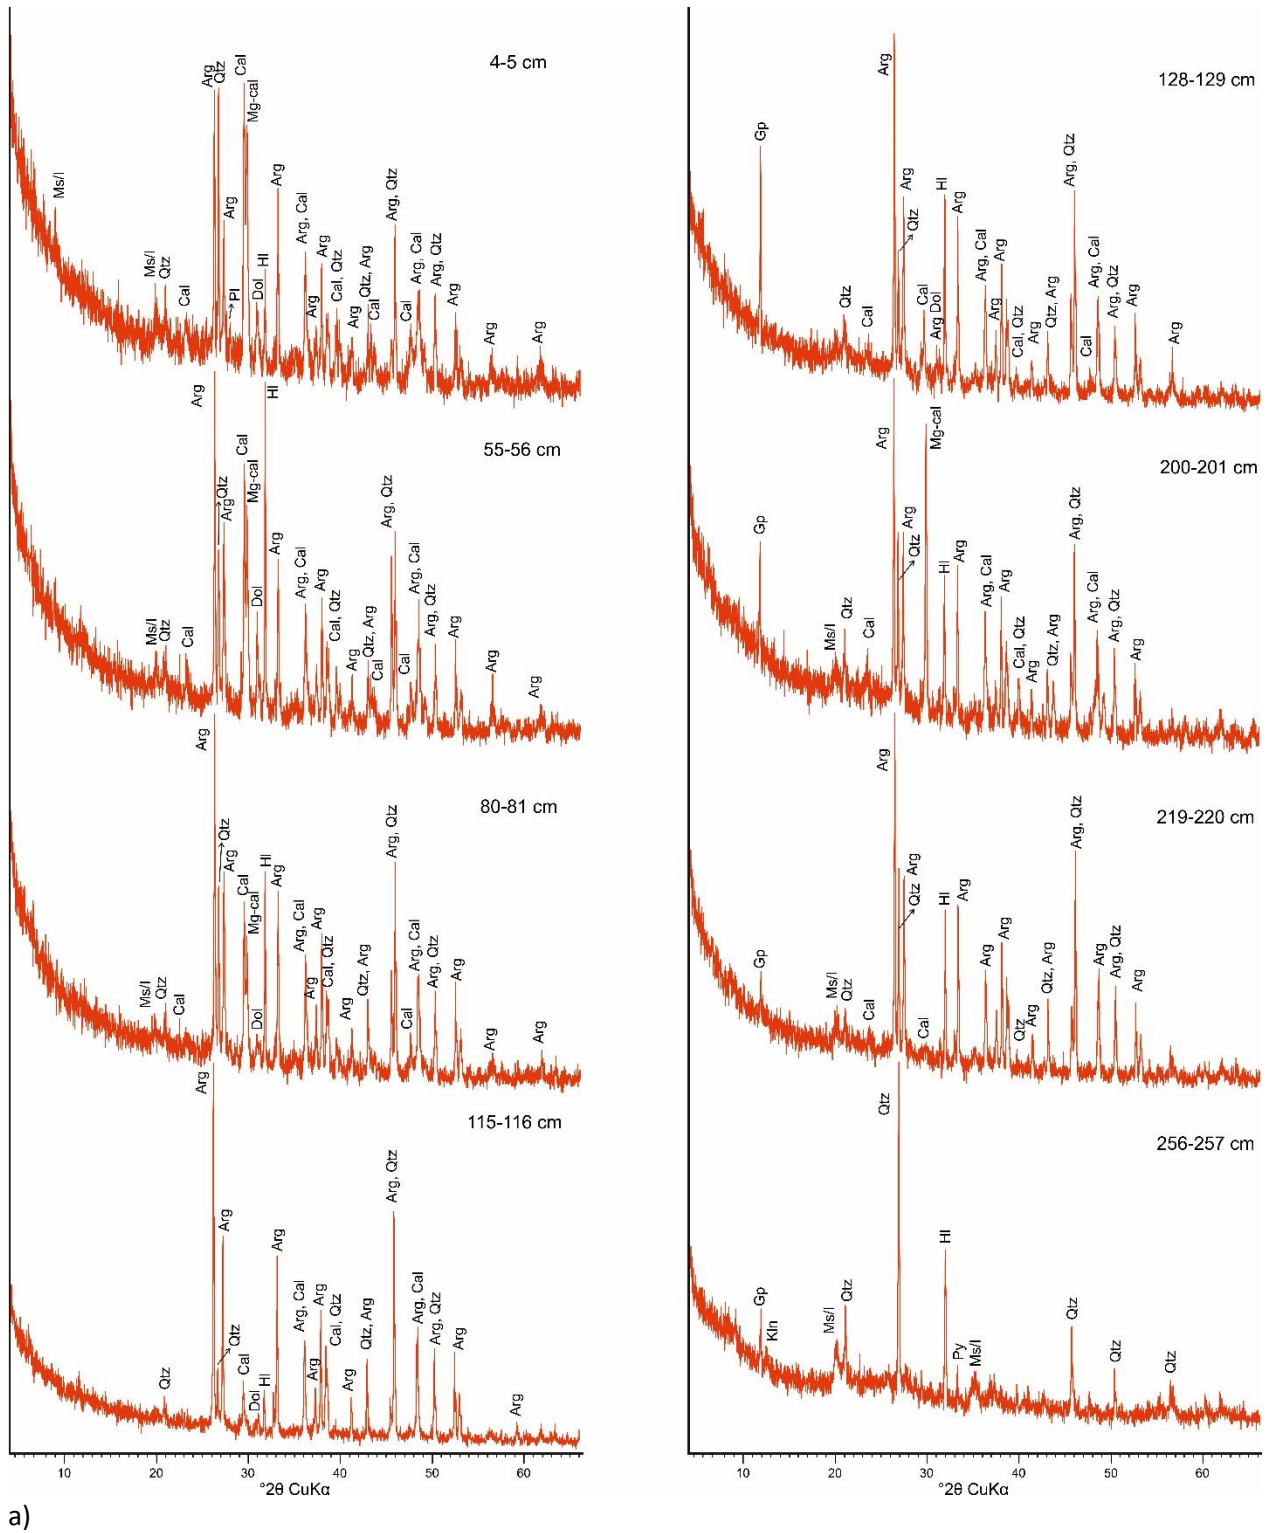 4-5 cm
Ms/I
Ms/I
Qtz
Cal
Arg
Qtz
Arg
Pl
Cal
Mg-cal
Dol
Hl
Arg
Arg, Cal
Arg
Arg
Cal, Qtz
Arg
Qtz, Arg
Cal
Arg, Qtz
Cal
Arg, Cal
Arg, Qtz
Arg
Arg
Arg
55-56 cm
Ms/I
Qtz
Cal
Arg
Qtz
Arg
Cal
Mg-cal
Dol
Hl
Arg
Arg, Cal
Arg
Cal, Qtz
Arg
Qtz, Arg
Cal
Arg, Qtz
Cal
Arg, Cal
Arg, Qtz
Arg
Arg
Arg
80-81 cm
Ms/I
Qtz
Cal
Arg
Qtz
Arg
Cal
Mg-cal
Dol
Hl
Arg
Arg, Cal
Arg
Arg
Cal, Qtz
Arg
Qtz, Arg
Arg, Qtz
Cal
Arg, Cal
Arg, Qtz
Arg
Arg
Arg
115-116 cm
Qtz
Arg
Qtz
Arg
Cal
Dol
Hl
Arg
Arg, Cal
Arg
Arg
Cal, Qtz
Arg
Qtz, Arg
Arg, Qtz
Arg, Cal
Arg, Qtz
Arg
Arg
10 20 30 40 50 60
°2θ CuKα
128-129 cm
Gp
Qtz
Cal
Arg
Qtz
Arg
Cal
Arg
Dol
Hl
Arg
Arg, Cal
Arg
Arg
Cal, Qtz
Arg
Qtz, Arg
Arg, Qtz
Cal
Arg, Cal
Arg, Qtz
Arg
Arg
200-201 cm
Gp
Ms/I
Qtz
Cal
Arg
Qtz
Arg
Mg-cal
Hl
Arg
Arg, Cal
Arg
Cal, Qtz
Arg
Qtz, Arg
Arg, Qtz
Arg, Cal
Arg, Qtz
Arg
219-220 cm
Gp
Ms/I
Qtz
Cal
Arg
Qtz
Arg
Cal
Hl
Arg
Arg
Arg
Qtz
Arg
Qtz, Arg
Arg, Qtz
Arg
Arg, Qtz
Arg
256-257 cm
Gp
Kln
Ms/I
Qtz
Qtz
Hl
Py
Ms/I
Qtz
Qtz
Qtz
10 20 30 40 50 60
°2θ CuKα
a)